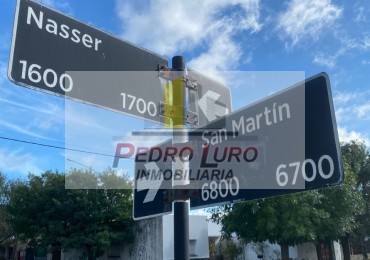 Nasser
1600
1700
San Martín
6800
6700
PEDRO LURO
INMOBILIARIA